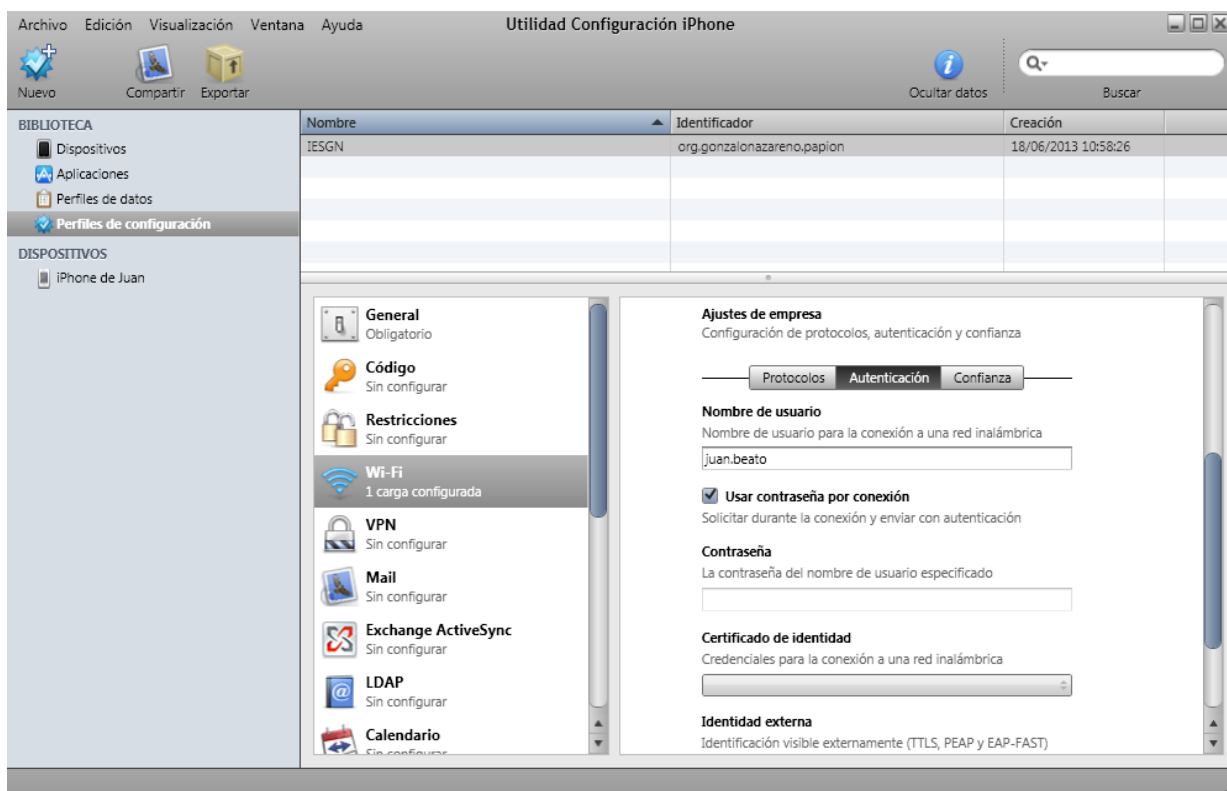 Archivo Edición Visualización Ventana Ayuda
Utilidad Configuración iPhone
Nuevo Compartir Exportar
Ocultar datos
Buscar
BIBLIOTECA
Dispositivos
Aplicaciones
Perfiles de datos
Perfiles de configuración
DISPOSITIVOS
iPhone de Juan
Nombre Identificador Creación
IESGN org.gonzalonazareno.papion 18/06/2013 10:58:26
General
Obligatorio
Código
Sin configurar
Restricciones
Sin configurar
Wi-Fi
1 carga configurada
VPN
Sin configurar
Mail
Sin configurar
Exchange ActiveSync
Sin configurar
LDAP
Sin configurar
Calendario
Sin configurar
Ajustes de empresa
Configuración de protocolos, autenticación y confianza
Protocolos Autenticación Confianza
Nombre de usuario
Nombre de usuario para la conexión a una red inalámbrica
juan.beato
Usar contraseña por conexión
Solicitar durante la conexión y enviar con autenticación
Contraseña
La contraseña del nombre de usuario especificado
Certificado de identidad
Credenciales para la conexión a una red inalámbrica
Identidad externa
Identificación visible externamente (TTLS, PEAP y EAP-FAST)